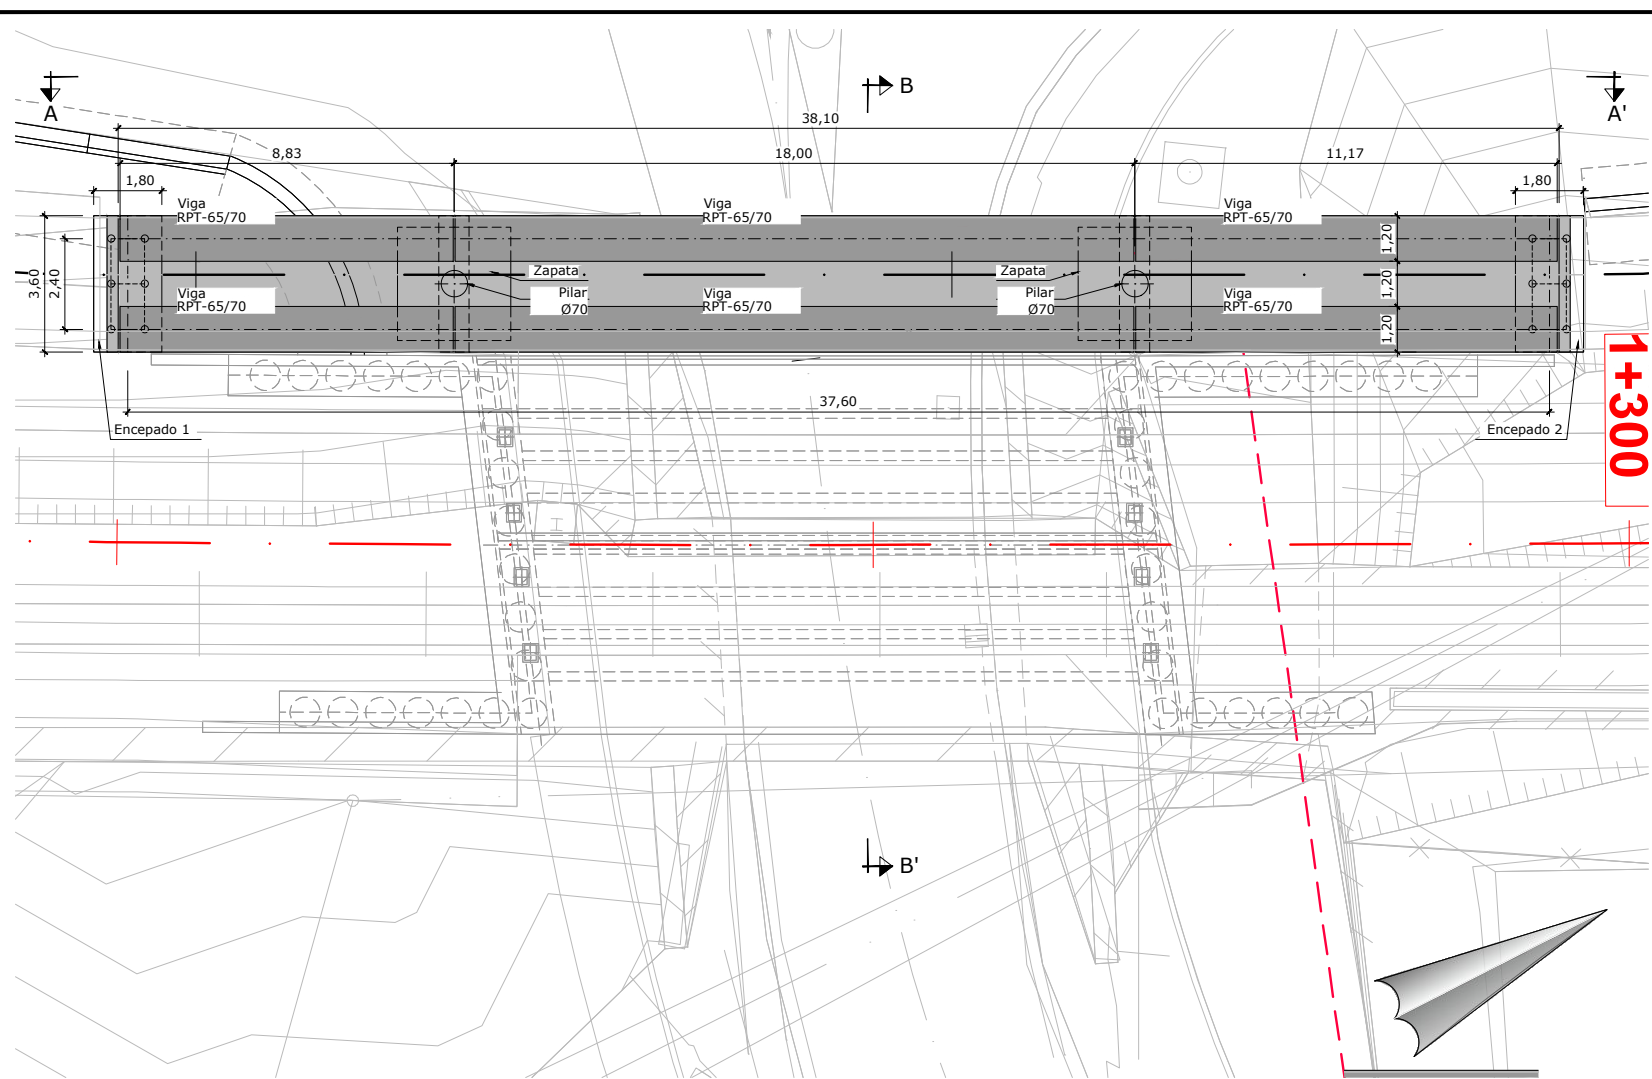 B
A
A'
38,10
8,83
18,00
11,17
1,80
1,80
Viga
RPT-65/70
Viga
RPT-65/70
Viga
RPT-65/70
1,20
3,60
2,40
Zapata
Zapata
1,20
Viga
RPT-65/70
Pilar
Ø70
Viga
RPT-65/70
Pilar
Ø70
Viga
RPT-65/70
1,20
37,60
Encepado 1
Encepado 2
1+300
B'